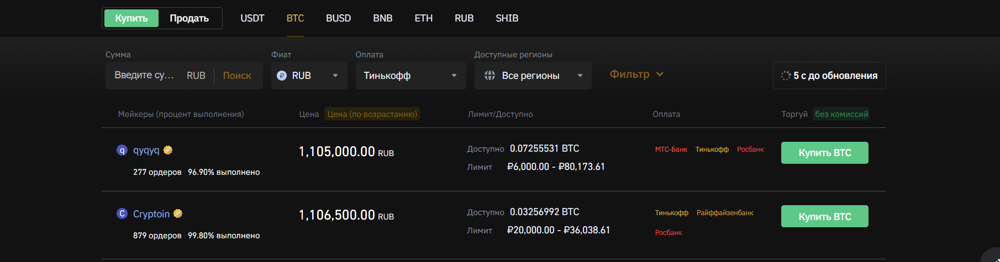 Купить Продать USDT BTC BUSD BNB ETH RUB SHIB
Сумма Фиат Оплата Доступные регионы
Введите су... RUB Поиск ₽ RUB Тинькофф Все регионы Фильтр 5 с до обновления
Мейкеры (процент выполнения) Цена Цена (по возрастанию) Лимит/Доступно Оплата Торгуй без комиссий
q qyqyq 1,105,000.00 RUB Доступно 0.07255531 BTC МТС-Банк Тинькофф Росбанк Купить BTC
Лимит ₽6,000.00 - ₽80,173.61
277 ордеров 96.90% выполнено
C Cryptoin 1,106,500.00 RUB Доступно 0.03256992 BTC Тинькофф Райффайзенбанк Купить BTC
Лимит ₽20,000.00 - ₽36,038.61 Росбанк
879 ордеров 99.80% выполнено